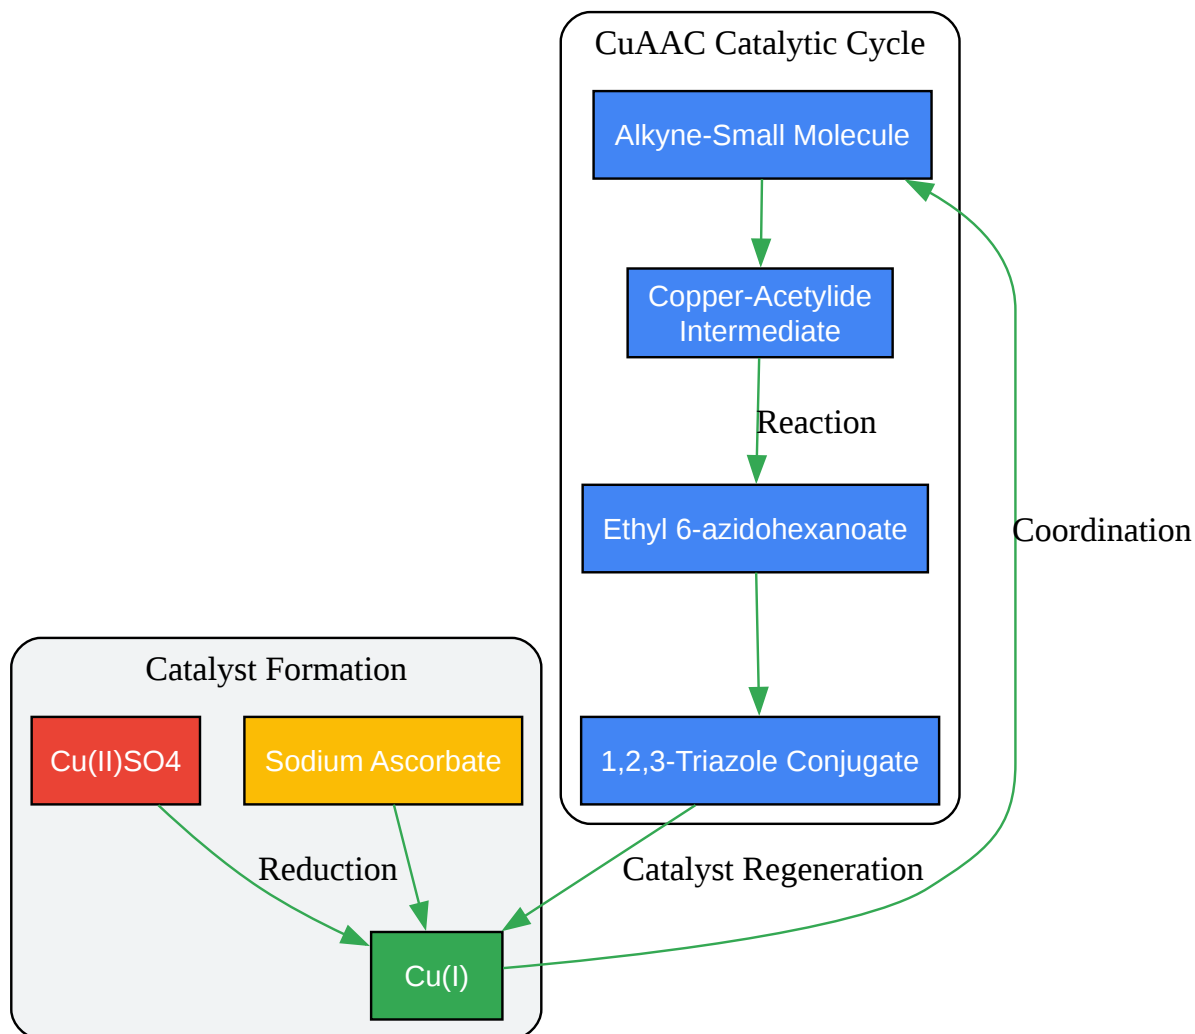 CuAAC Catalytic Cycle
Alkyne-Small Molecule
Copper-Acetylide
Intermediate
Reaction
Ethyl 6-azidohexanoate
Coordination
Catalyst Formation
Cu(II)SO4
Sodium Ascorbate
1,2,3-Triazole Conjugate
Reduction
Catalyst Regeneration
Cu(I)